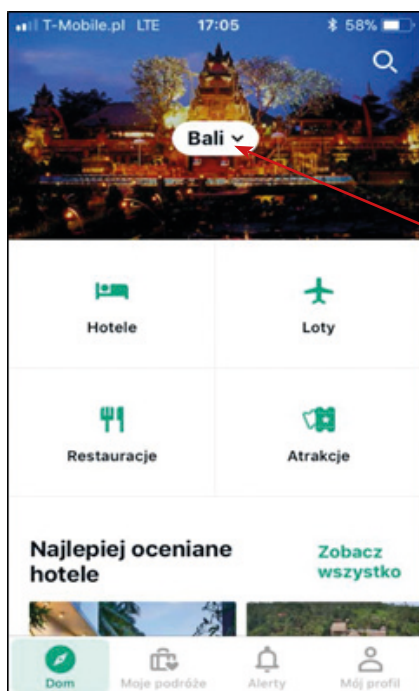 T-Mobile.pl LTE 17:05 58%
Bali
Hotele Loty
Restauracje Atrakcje
Najlepiej oceniane
hotele
Zobacz
wszystko
Dom Moje podróże Alerty Mój profil